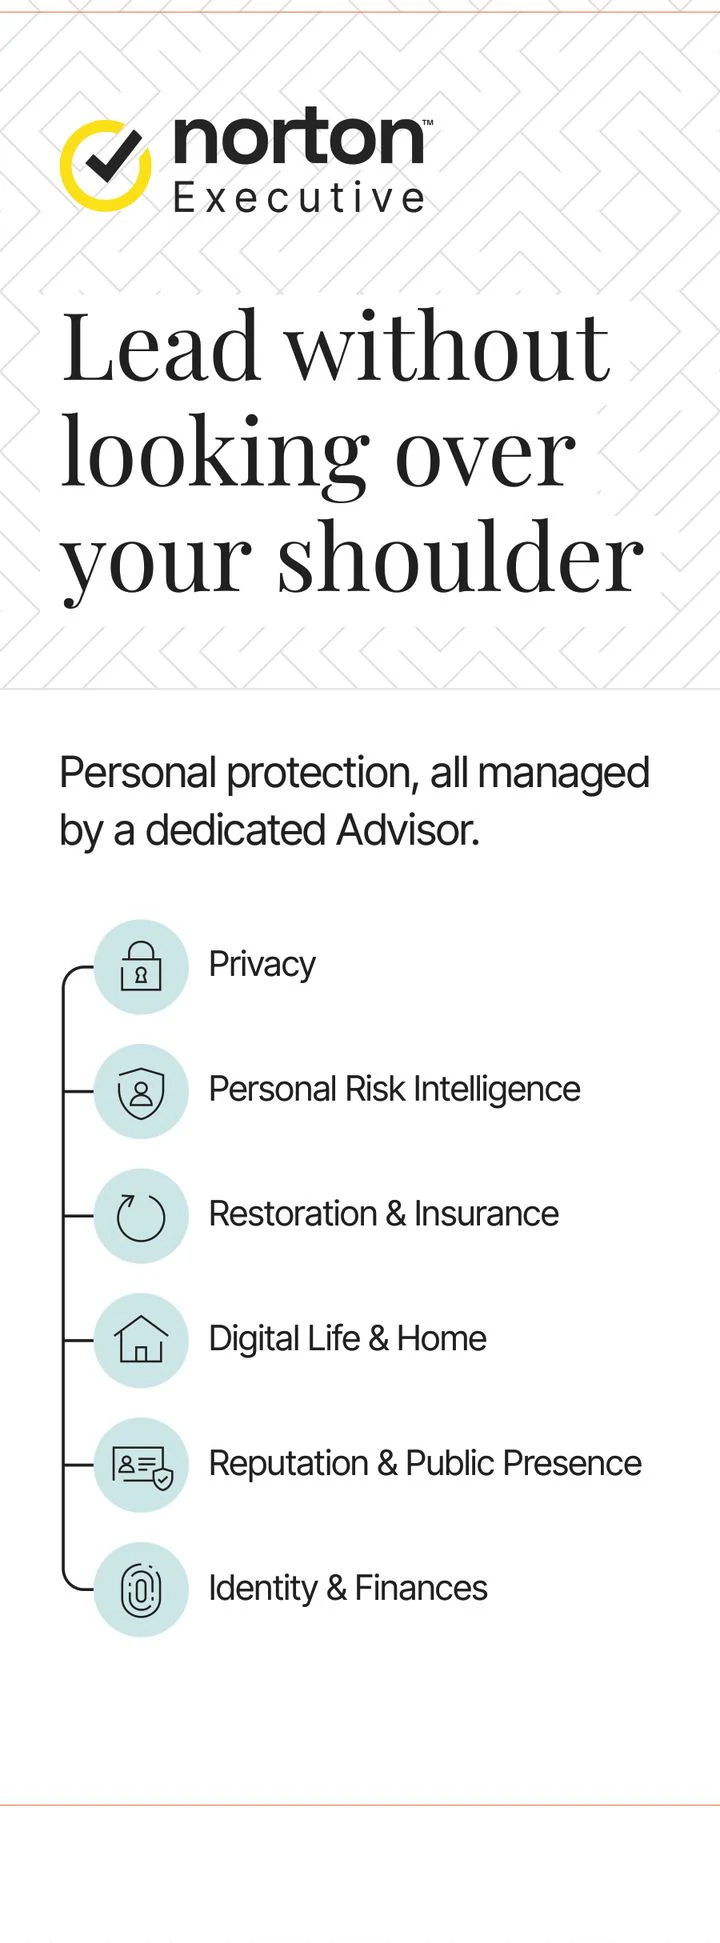 norton™
Executive
Lead without
looking over
your shoulder
Personal protection, all managed
by a dedicated Advisor.
Privacy
Personal Risk Intelligence
Restoration & Insurance
Digital Life & Home
Reputation & Public Presence
Identity & Finances